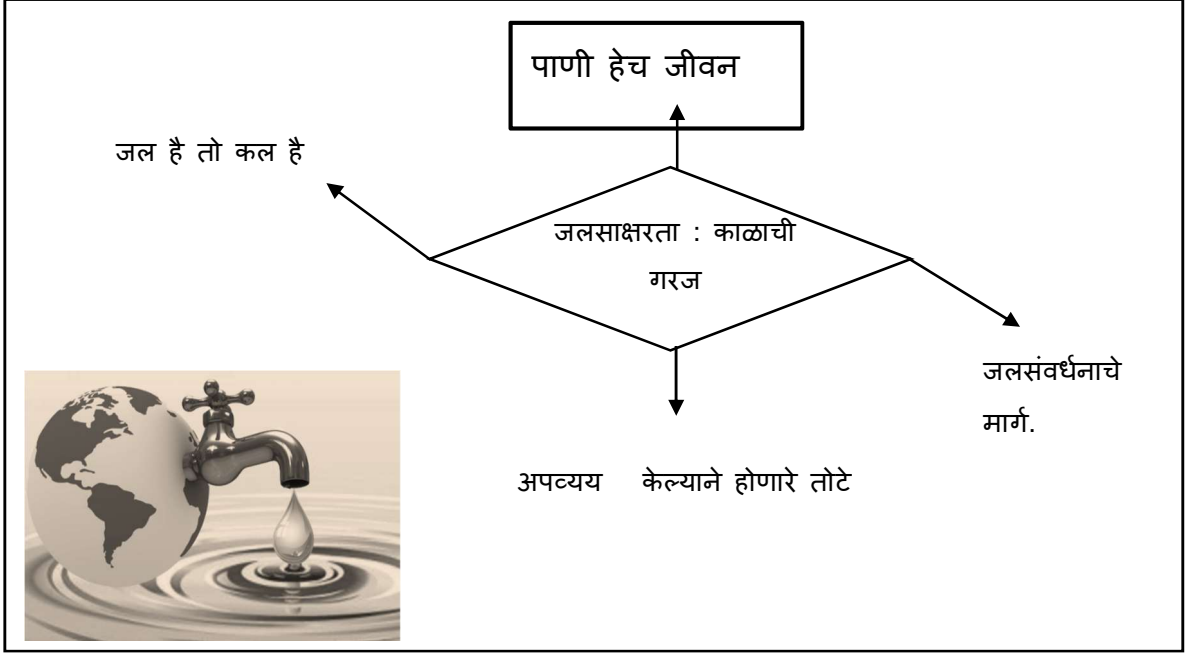 पाणी हेच जीवन
जल है तो कल है
जलसाक्षरता : काळाची
गरज
जलसंवर्धनाचे
मार्ग.
अपव्यय केल्याने होणारे तोटे